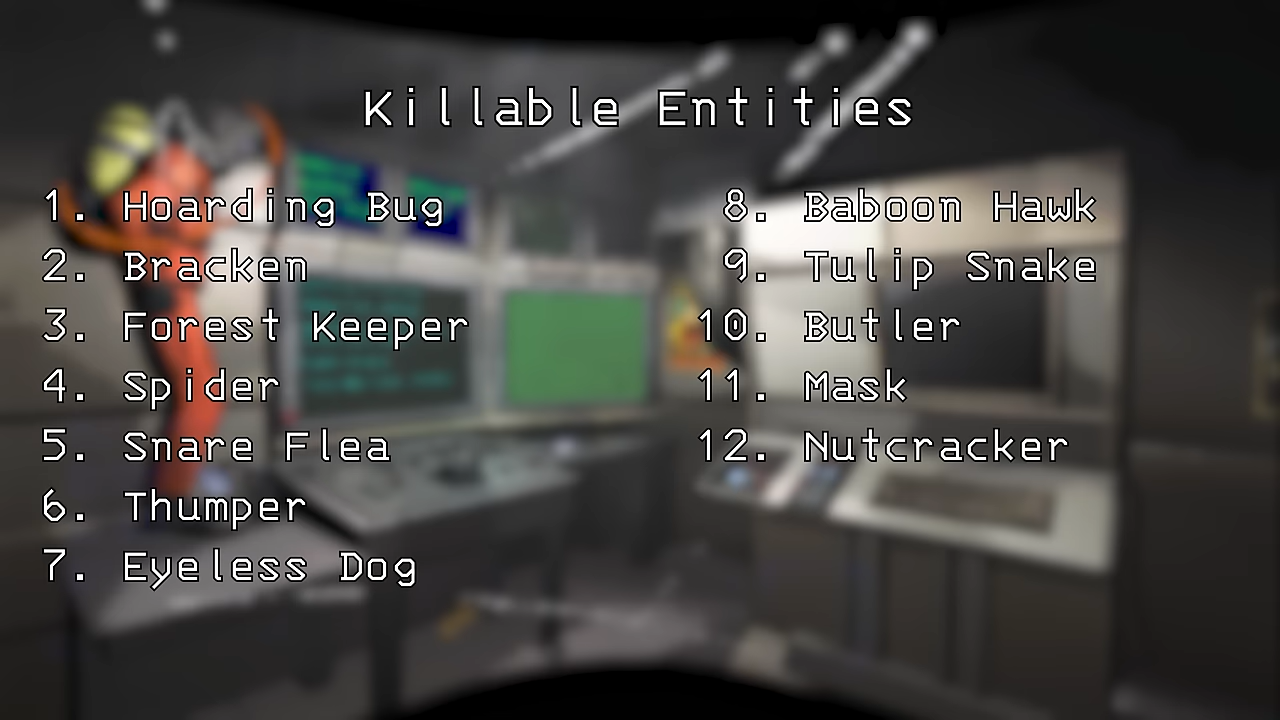 Killable Entities
1. Hoarding Bug
2. Bracken
3. Forest Keeper
4. Spider
5. Snare Flea
6. Thumper
7. Eyeless Dog
8. Baboon Hawk
9. Tulip Snake
10. Butler
11. Mask
12. Nutcracker